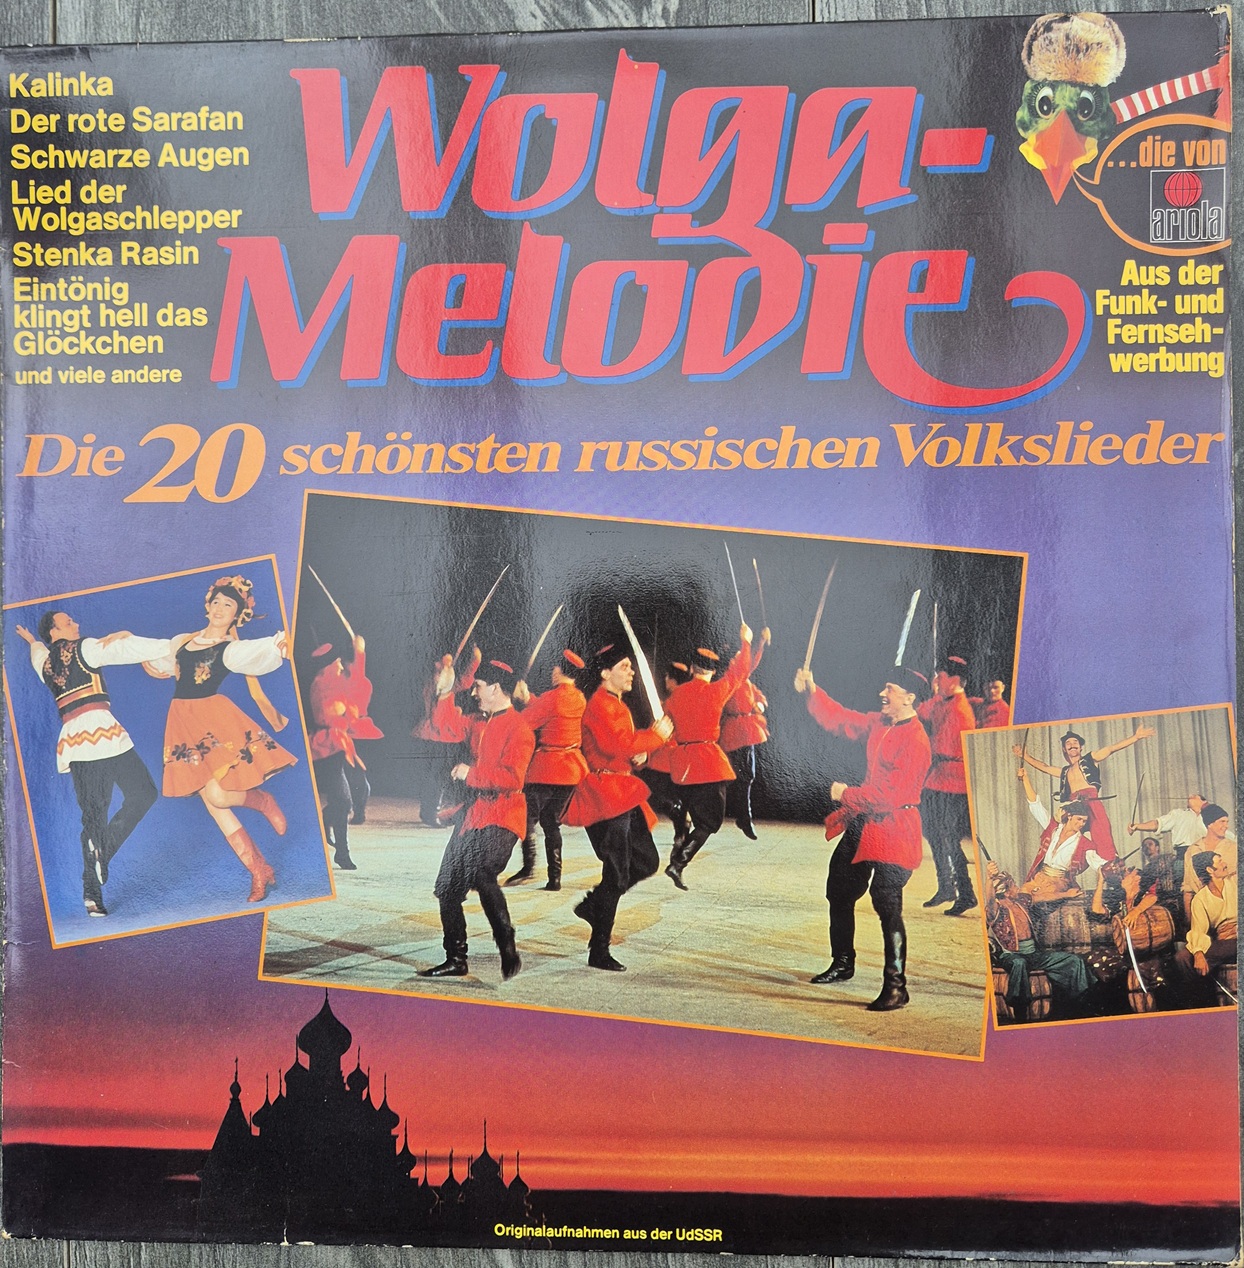 Kalinka
Der rote Sarafan
Schwarze Augen
Lied der
Wolgaschlepper
Stenka Rasin
Eintönig
klingt hell das
Glöckchen
und viele andere
Wolga-
Melodie
...die von
ariola
Aus der
Funk- und
Fernseh-
werbung
Die 20 schönsten russischen Volkslieder
Originalaufnahmen aus der UdSSR